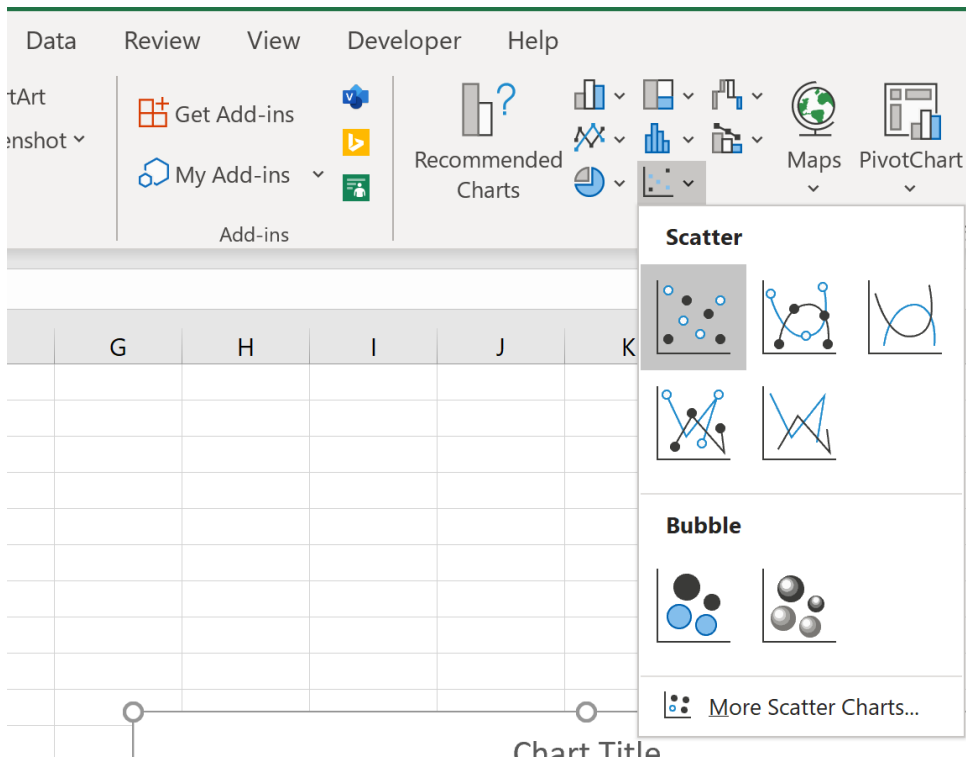 Data Review View Developer Help
rtArt
enshot
Get Add-ins
My Add-ins
Add-ins
Recommended
Charts
Maps
PivotChart
Scatter
G H I J K
Bubble
More Scatter Charts...
Chart Title